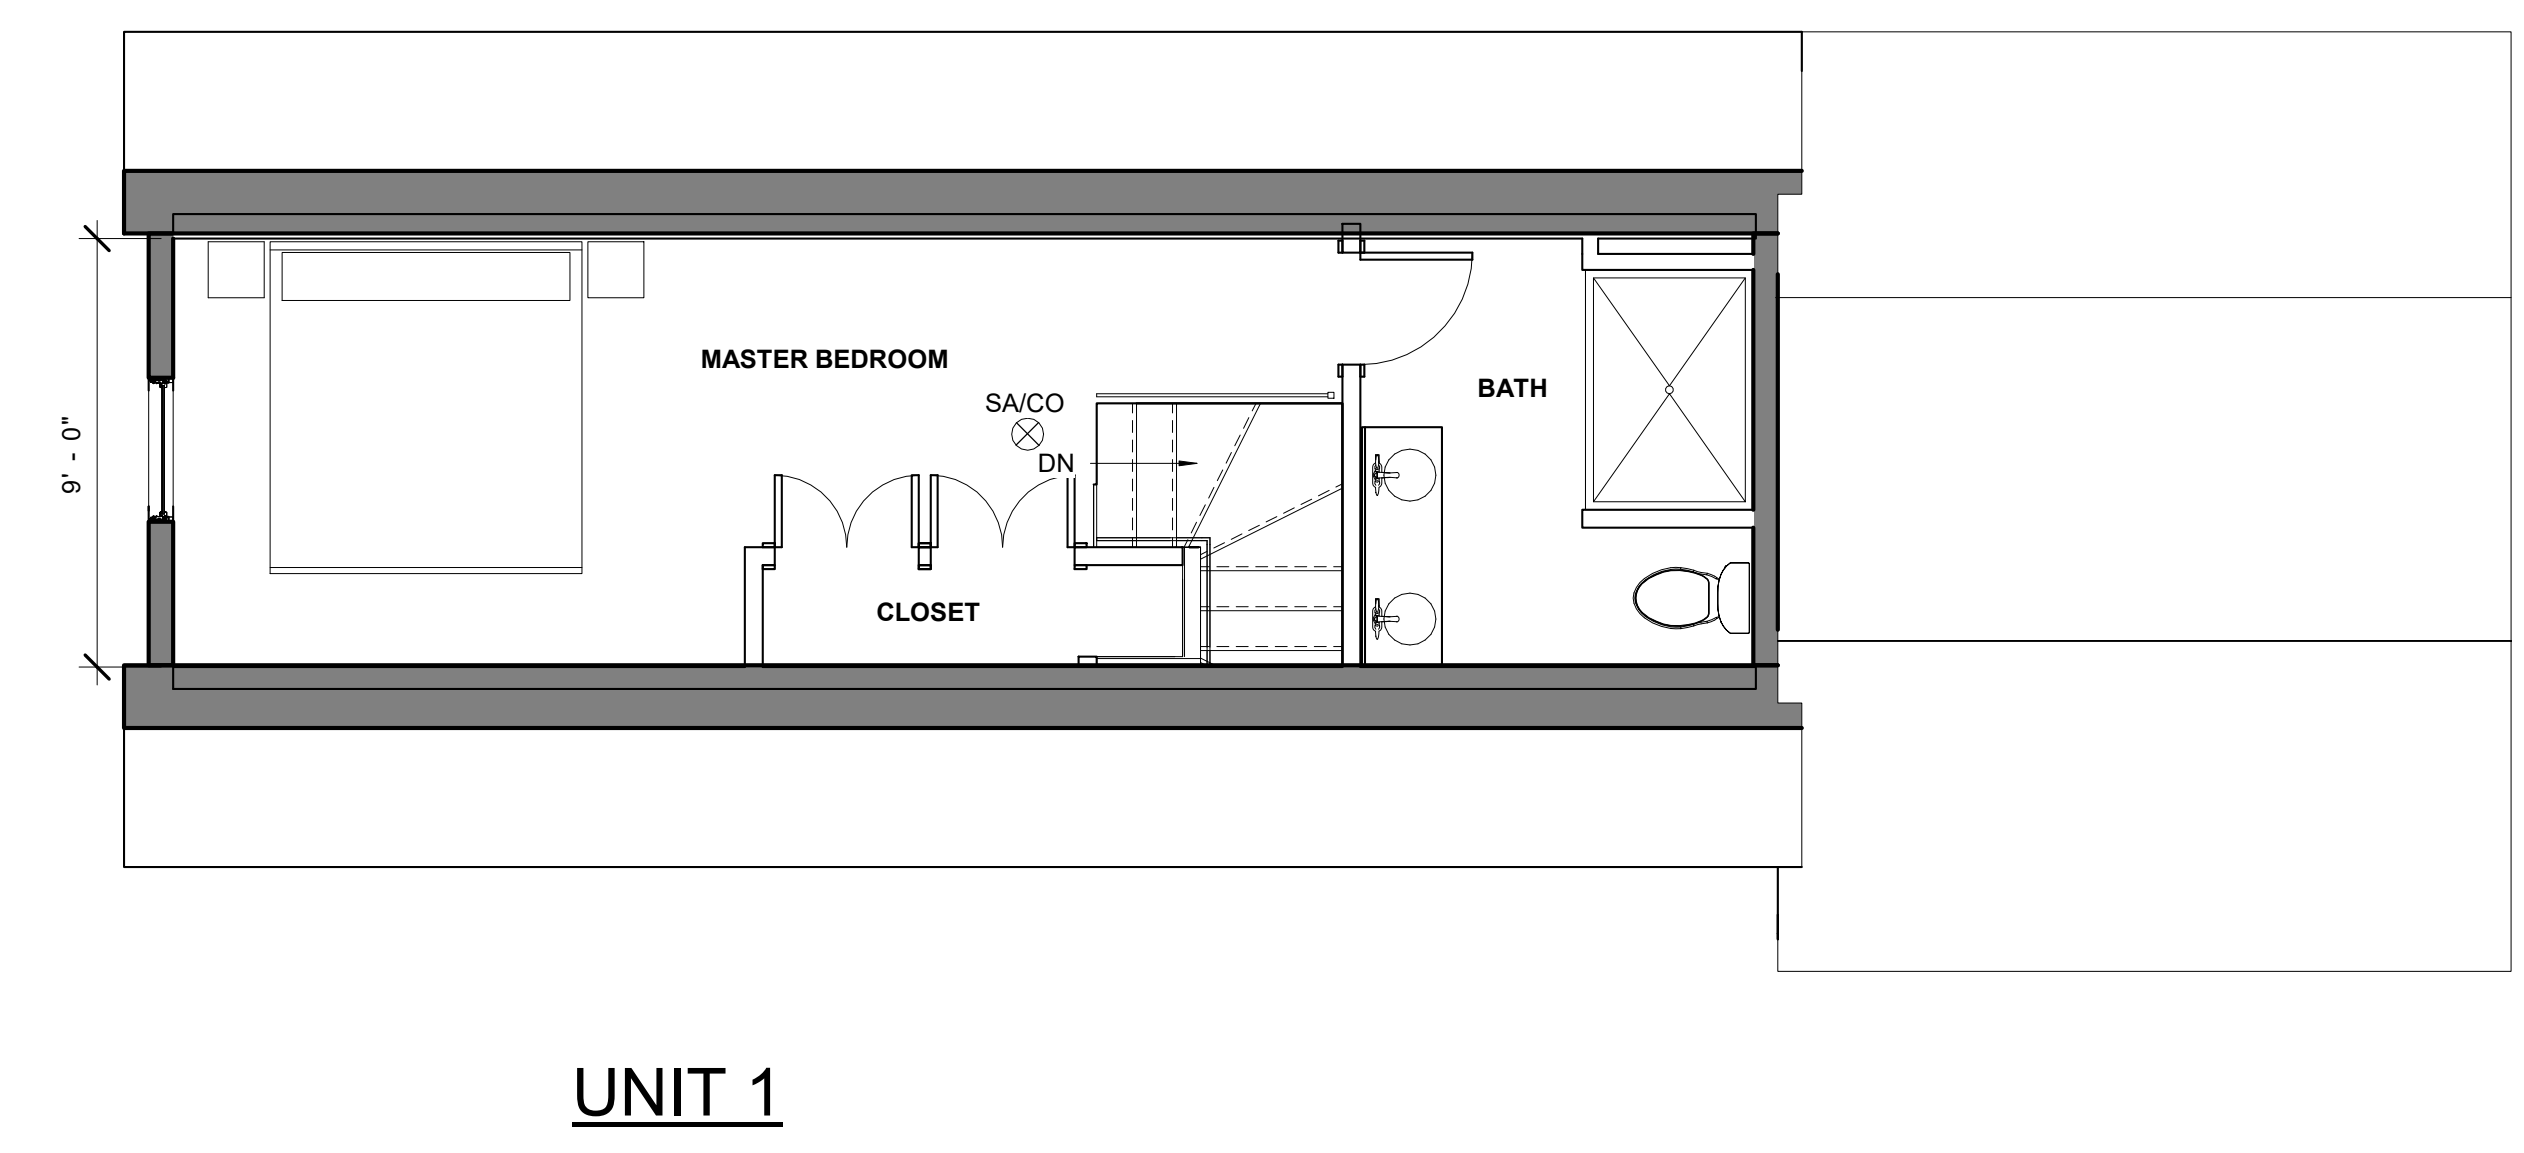 MASTER BEDROOM
BATH
SA/CO
DN
9' - 0"
CLOSET
UNIT 1